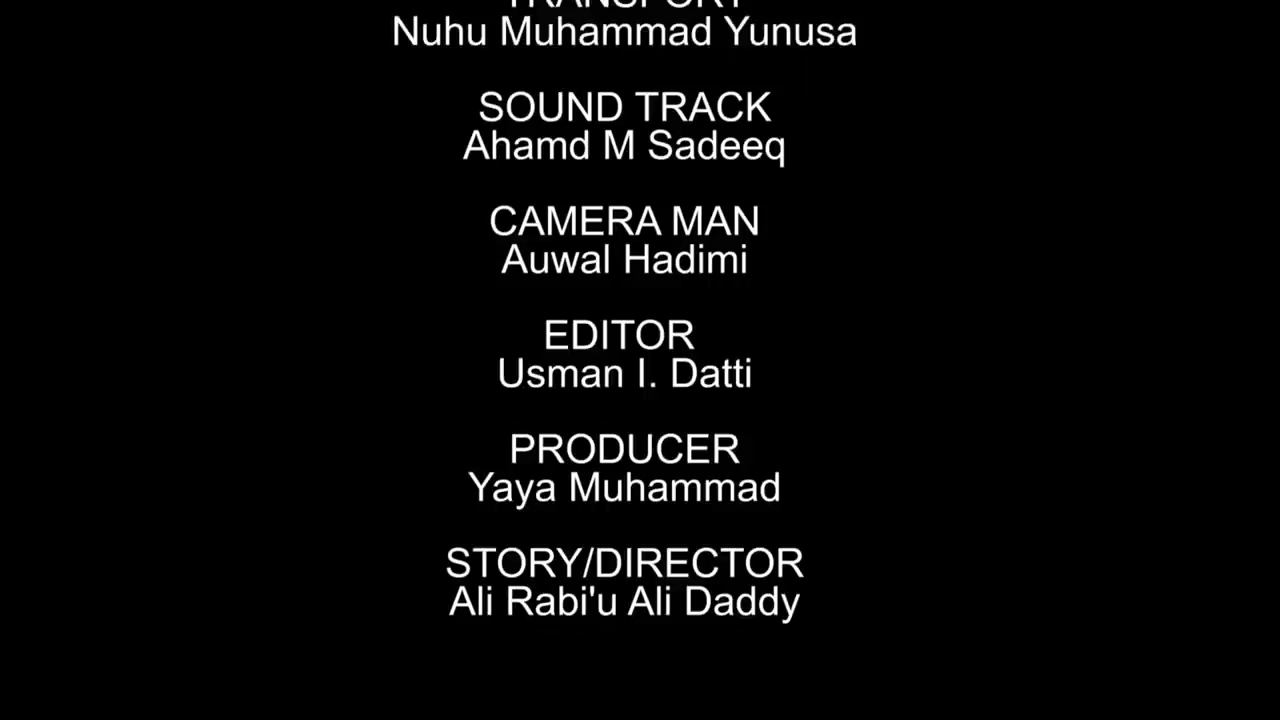 TRANSPORT
Nuhu Muhammad Yunusa
SOUND TRACK
Ahamd M Sadeeq
CAMERA MAN
Auwal Hadimi
EDITOR
Usman I. Datti
PRODUCER
Yaya Muhammad
STORY/DIRECTOR
Ali Rabi'u Ali Daddy